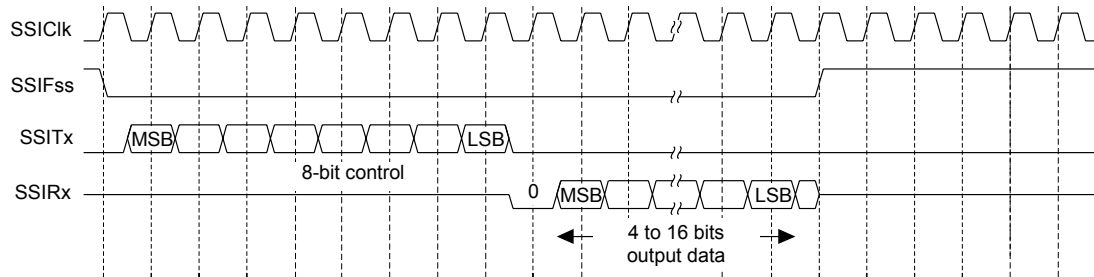 SSIClk
SSIFss
SSITx
MSB
LSB
8-bit control
SSIRx
0
MSB
LSB
4 to 16 bits
output data